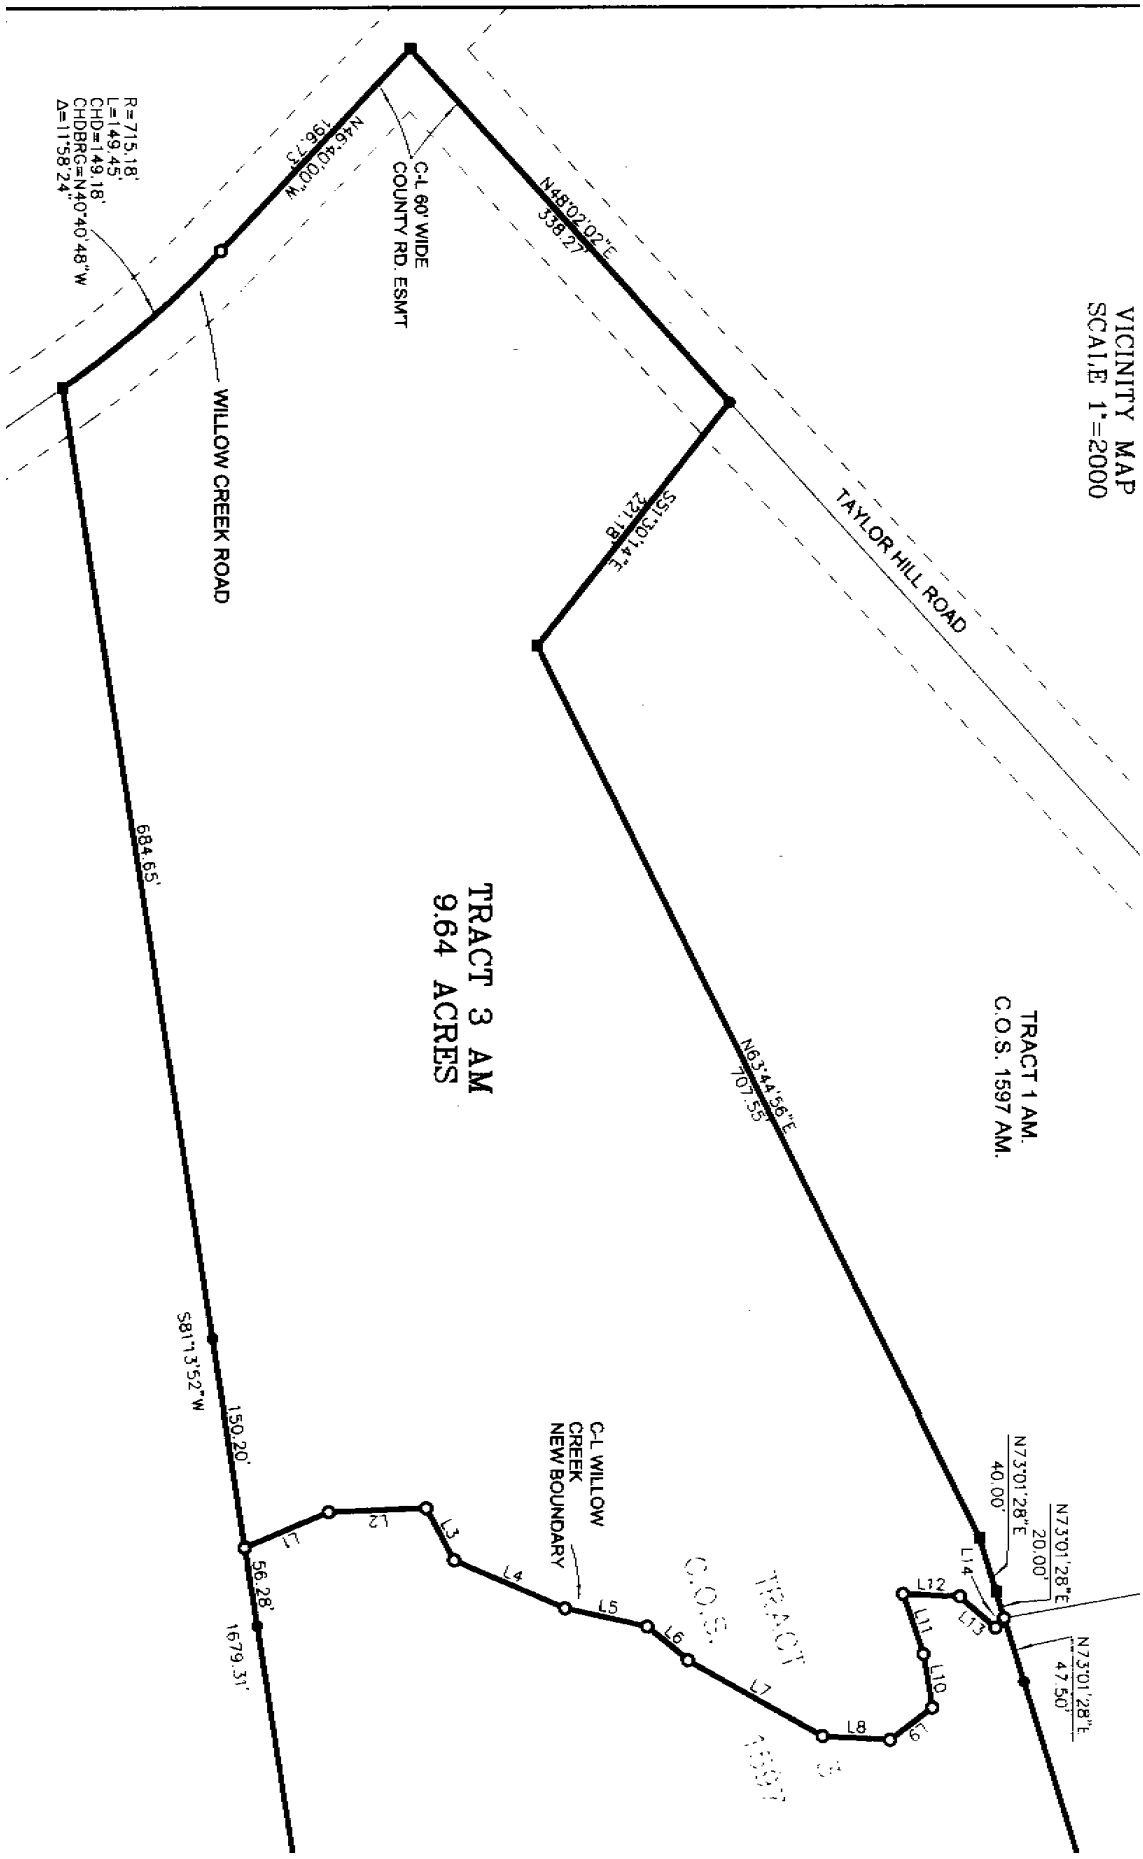 VICINITY MAP
SCALE 1"=2000
R=715.18'
L=149.45'
CHD=149.18'
CHDBRG=N40°40'48"W
Δ=11°58'24"
N46°40'00"W
196.73'
C-L 60' WIDE
COUNTY RD. ESMT
N48°02'02"E
338.27'
WILLOW CREEK ROAD
S51°30'14"E
221.18'
TAYLOR HILL ROAD
684.65'
TRACT 3 AM
9.64 ACRES
TRACT 1 AM.
C.O.S. 1597 AM.
N63°44'56"E
707.55'
S81°13'52"W
150.20'
56.28'
1679.31'
C-L WILLOW
CREEK
NEW BOUNDARY
N73°01'28"E
40.00'
N73°01'28"E
20.00'
N73°01'28"E
47.50'
L1
L2
L3
L4
L5
L6
L7
L8
L9
L10
L11
L12
L13
L14
TRACT 3
C.O.S. 1597